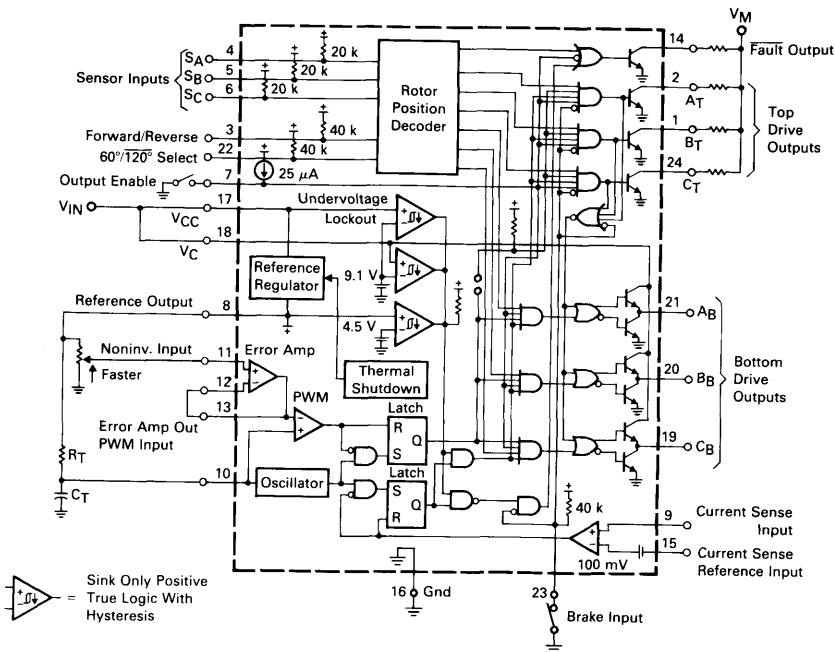 V_M
14
Fault Output
2
A_T
1
B_T
Top
Drive
Outputs
24
C_T
Sensor Inputs
S_A
4
20 k
S_B
5
20 k
S_C
6
20 k
Rotor
Position
Decoder
Forward/Reverse
3
40 k
60°/120° Select
22
40 k
Output Enable
7
25 μA
V_IN
17
V_CC
Undervoltage
Lockout
18
V_C
9.1 V
Reference
Regulator
Reference Output
8
4.5 V
Noninv. Input
11
Error Amp
Faster
12
Thermal
Shutdown
13
PWM
Error Amp Out
PWM Input
Latch
R
Q
S
R_T
10
Oscillator
Latch
S
Q
R
C_T
21
A_B
20
B_B
Bottom
Drive
Outputs
19
C_B
40 k
9
Current Sense
Input
15
Current Sense
Reference Input
100 mV
16
Gnd
23
Brake Input
=
Sink Only Positive
True Logic With
Hysteresis